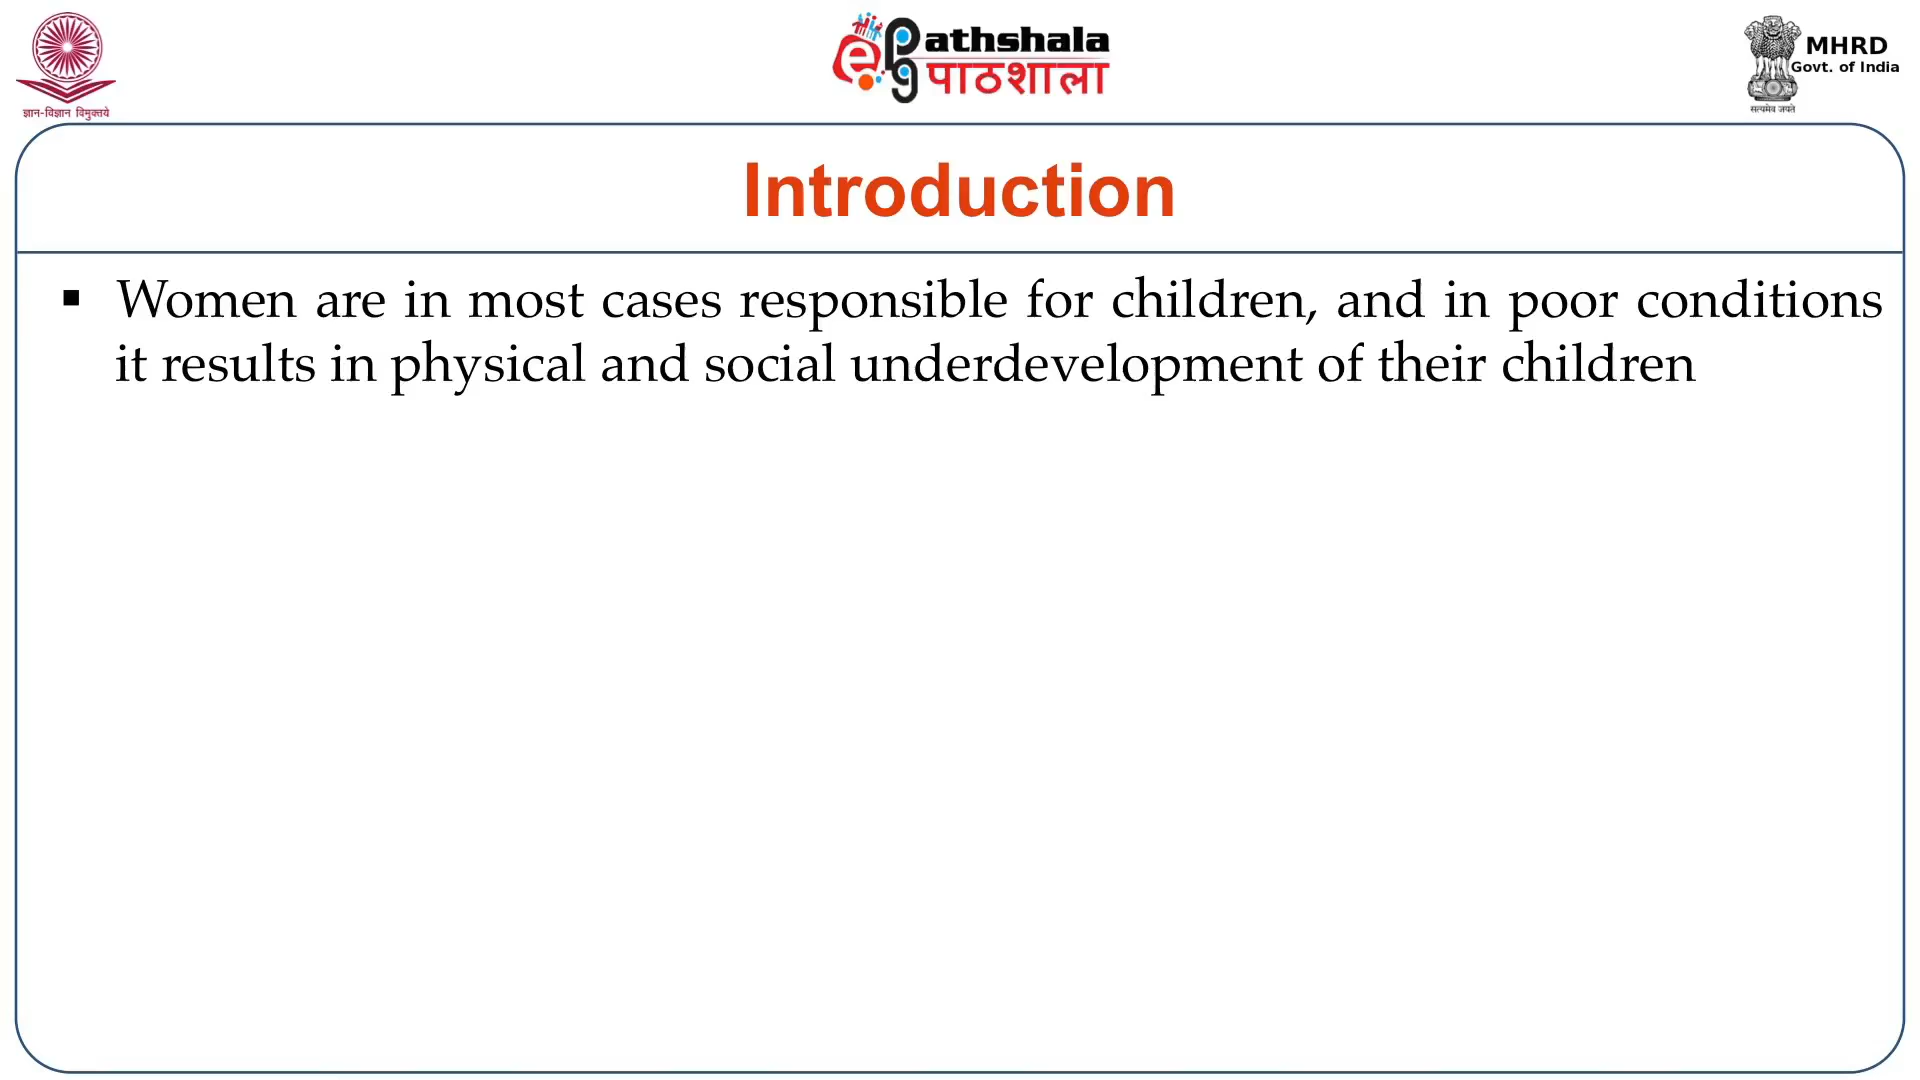 ज्ञान-विज्ञान विमुक्तये
e pg Pathshala
पाठशाला
MHRD
Govt. of India
सत्यमेव जयते
Introduction
▪ Women are in most cases responsible for children, and in poor conditions
it results in physical and social underdevelopment of their children